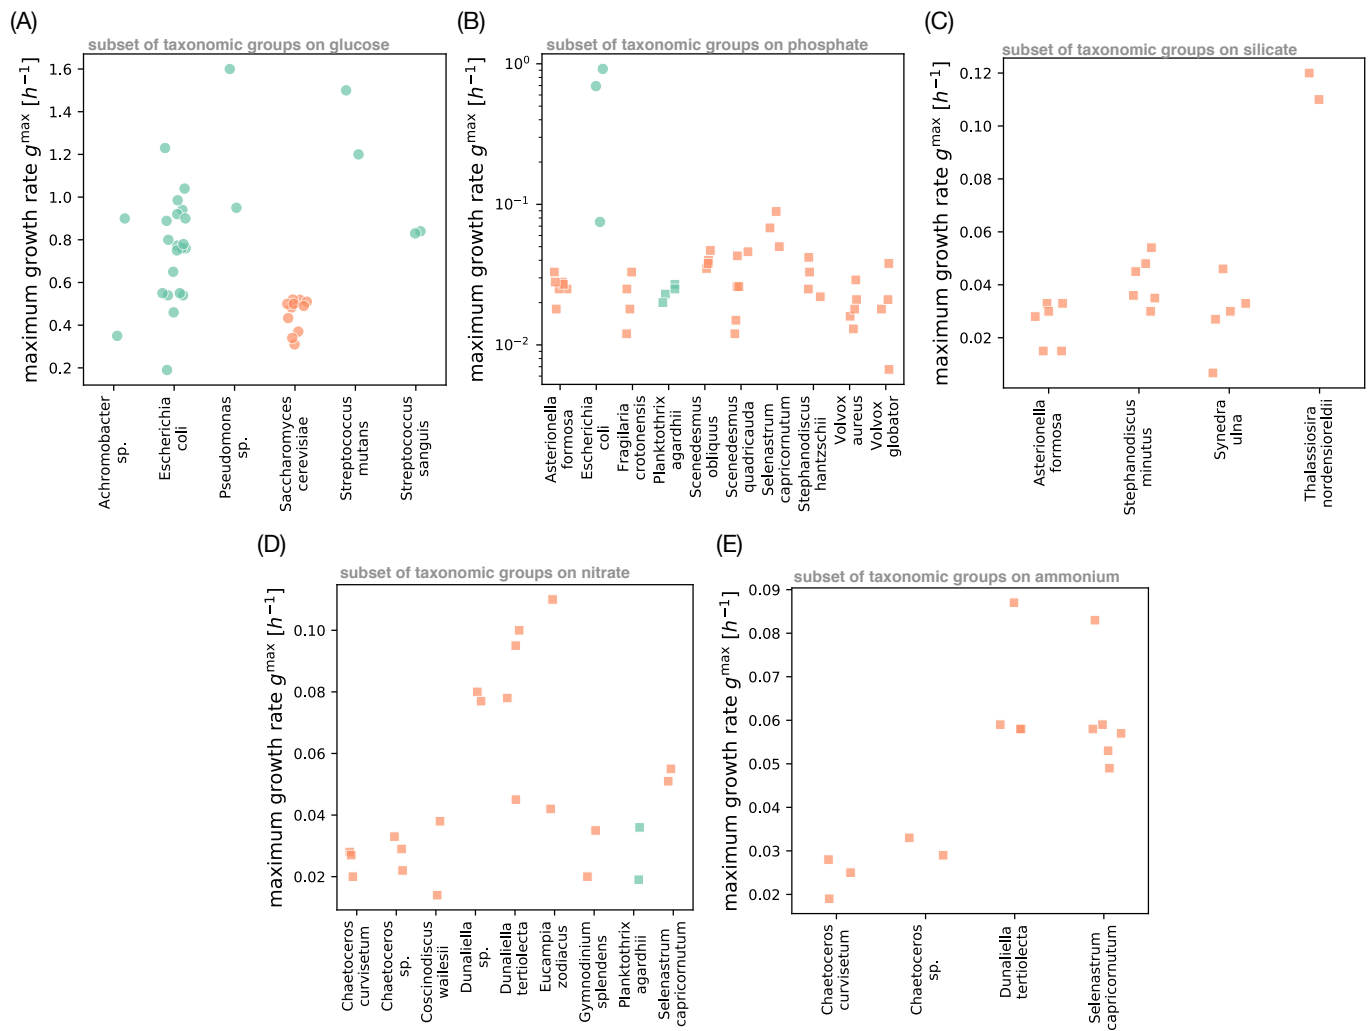 (A)
subset of taxonomic groups on glucose
maximum growth rate g^max [h^−1]
1.6
1.4
1.2
1.0
0.8
0.6
0.4
0.2
Achromobacter
sp.
Escherichia
coli
Pseudomonas
sp.
Saccharomyces
cerevisiae
Streptococcus
mutans
Streptococcus
sanguis
(B)
subset of taxonomic groups on phosphate
maximum growth rate g^max [h^−1]
10^0
10^−1
10^−2
Asterionella
formosa
Escherichia
coli
Fragilaria
crotonensis
Planktothrix
agardhii
Scenedesmus
obliquus
Scenedesmus
quadricauda
Selenastrum
capricornutum
Stephanodiscus
hantzschii
Volvox
aureus
Volvox
globator
(C)
subset of taxonomic groups on silicate
maximum growth rate g^max [h^−1]
0.12
0.10
0.06
0.04
0.02
Asterionella
formosa
Stephanodiscus
minutus
Synedra
ulna
Thalassiosira
nordensioreldii
(D)
subset of taxonomic groups on nitrate
maximum growth rate g^max [h^−1]
0.10
0.08
0.06
0.04
0.02
Chaetoceros
curvisetum
Chaetoceros
sp.
Coscinodiscus
wailesii
Dunaliella
sp.
Dunaliella
tertiolecta
Eucampia
zodiacus
Gymnodinium
splendens
Planktothrix
agardhii
Selenastrum
capricornutum
(E)
subset of taxonomic groups on ammonium
maximum growth rate g^max [h^−1]
0.09
0.08
0.07
0.06
0.05
0.04
0.03
0.02
Chaetoceros
curvisetum
Chaetoceros
sp.
Dunaliella
tertiolecta
Selenastrum
capricornutum